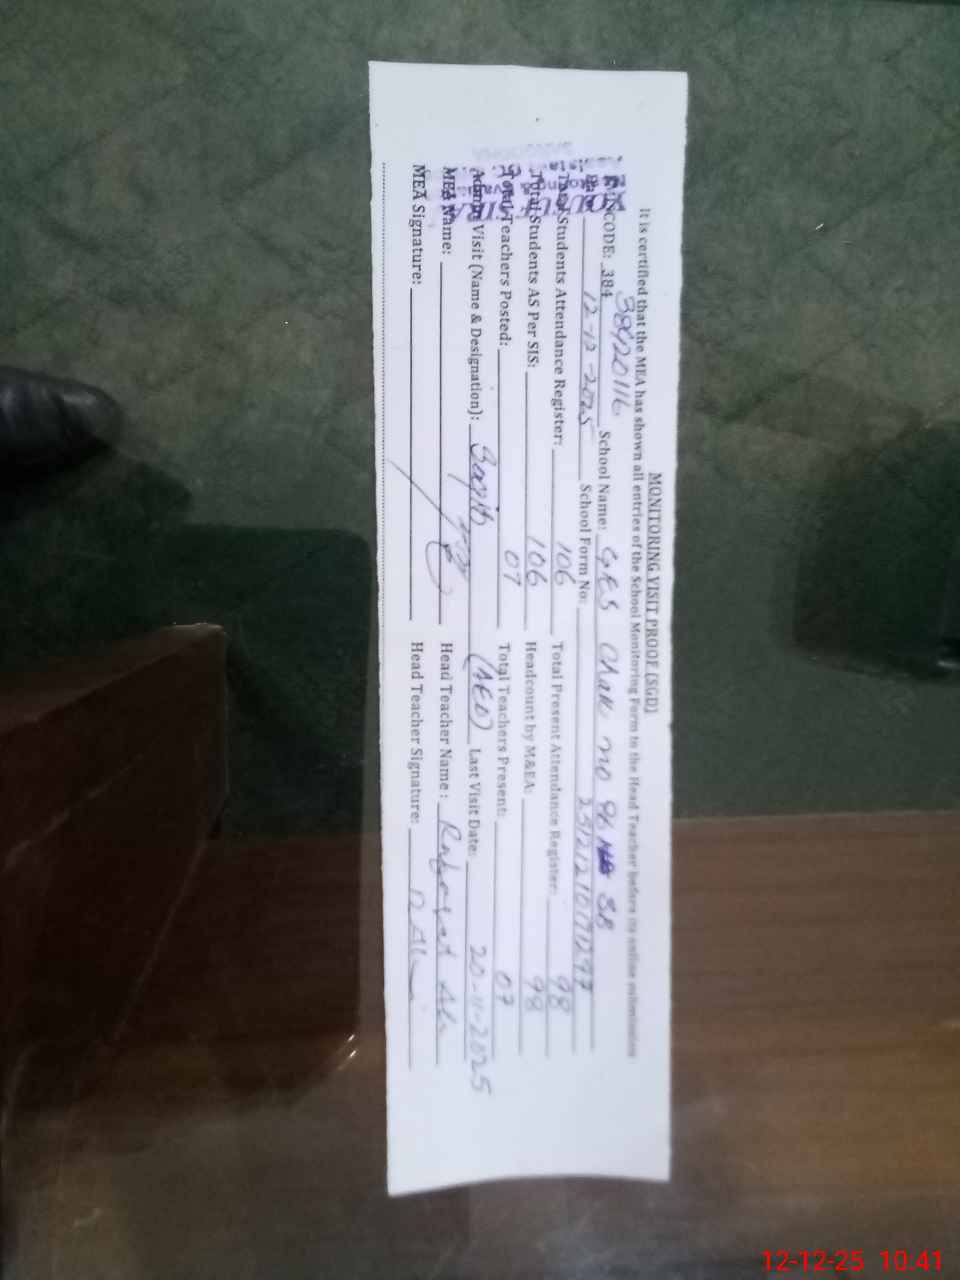 MONITORING VISIT PROOF (SGD)
It is certified that the MEA has shown all entries of the School Monitoring Form to the Head Teacher before its online submission
CODE: 384 38420116 School Name: GES Chak no 96 SB
12-12-2025 School Form No:
Total Students Attendance Register: 106 Total Present Attendance Register: 98
Total Students AS Per SIS: 106 Headcount by M&EA: 98
Total Teachers Posted: 07 Total Teachers Present: 07
Admin Visit (Name & Designation): (AEO) Last Visit Date: 20-11-2025
MEA Name: Head Teacher Name:
MEA Signature: Head Teacher Signature:
12-12-25 10:41